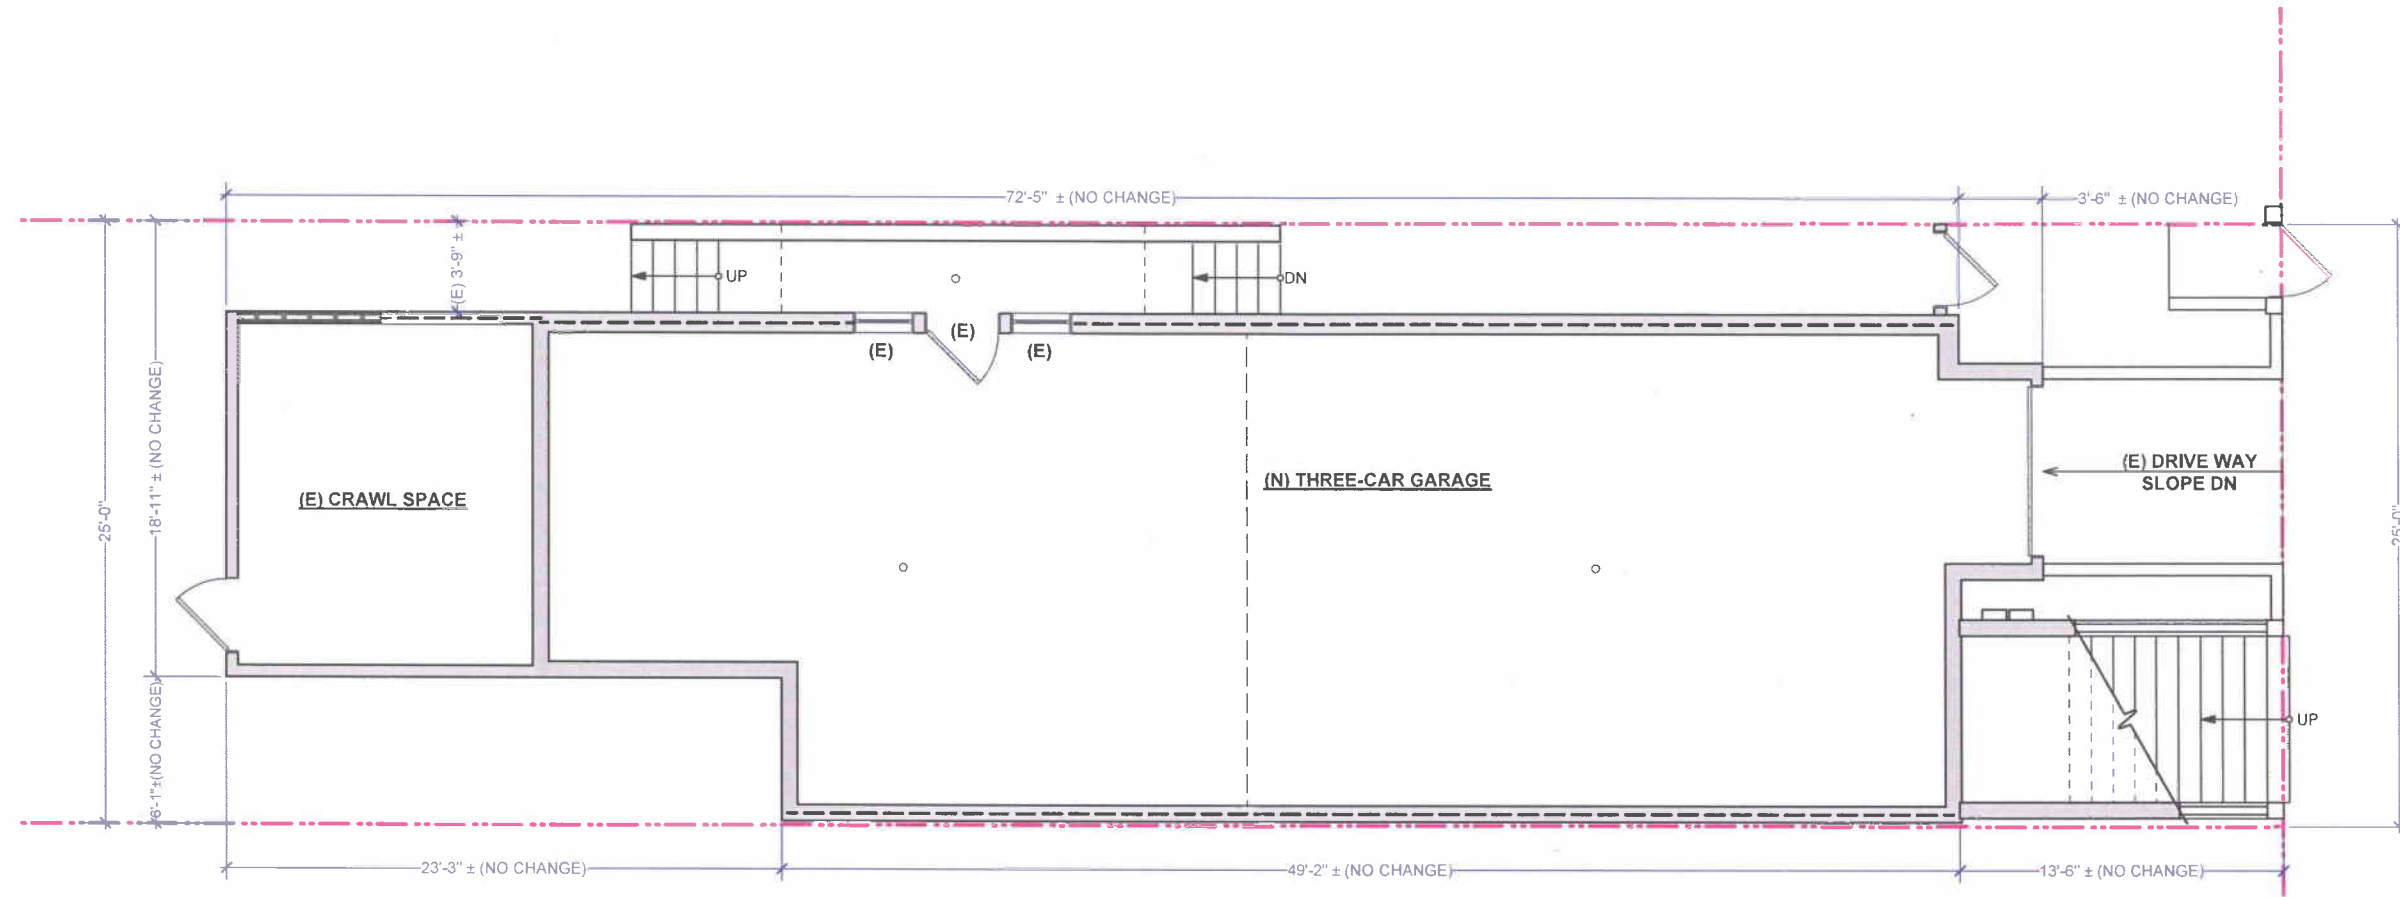 72'-5" ± (NO CHANGE)
3'-6" ± (NO CHANGE)
(E) 3'-9" ±
UP
DN
(E)
(E)
(E)
18'-11" ± (NO CHANGE)
25'-0"
(E) CRAWL SPACE
(N) THREE-CAR GARAGE
(E) DRIVE WAY
SLOPE DN
25'-0"
6'-1"±(NO CHANGE)
UP
23'-3" ± (NO CHANGE)
49'-2" ± (NO CHANGE)
13'-6" ± (NO CHANGE)